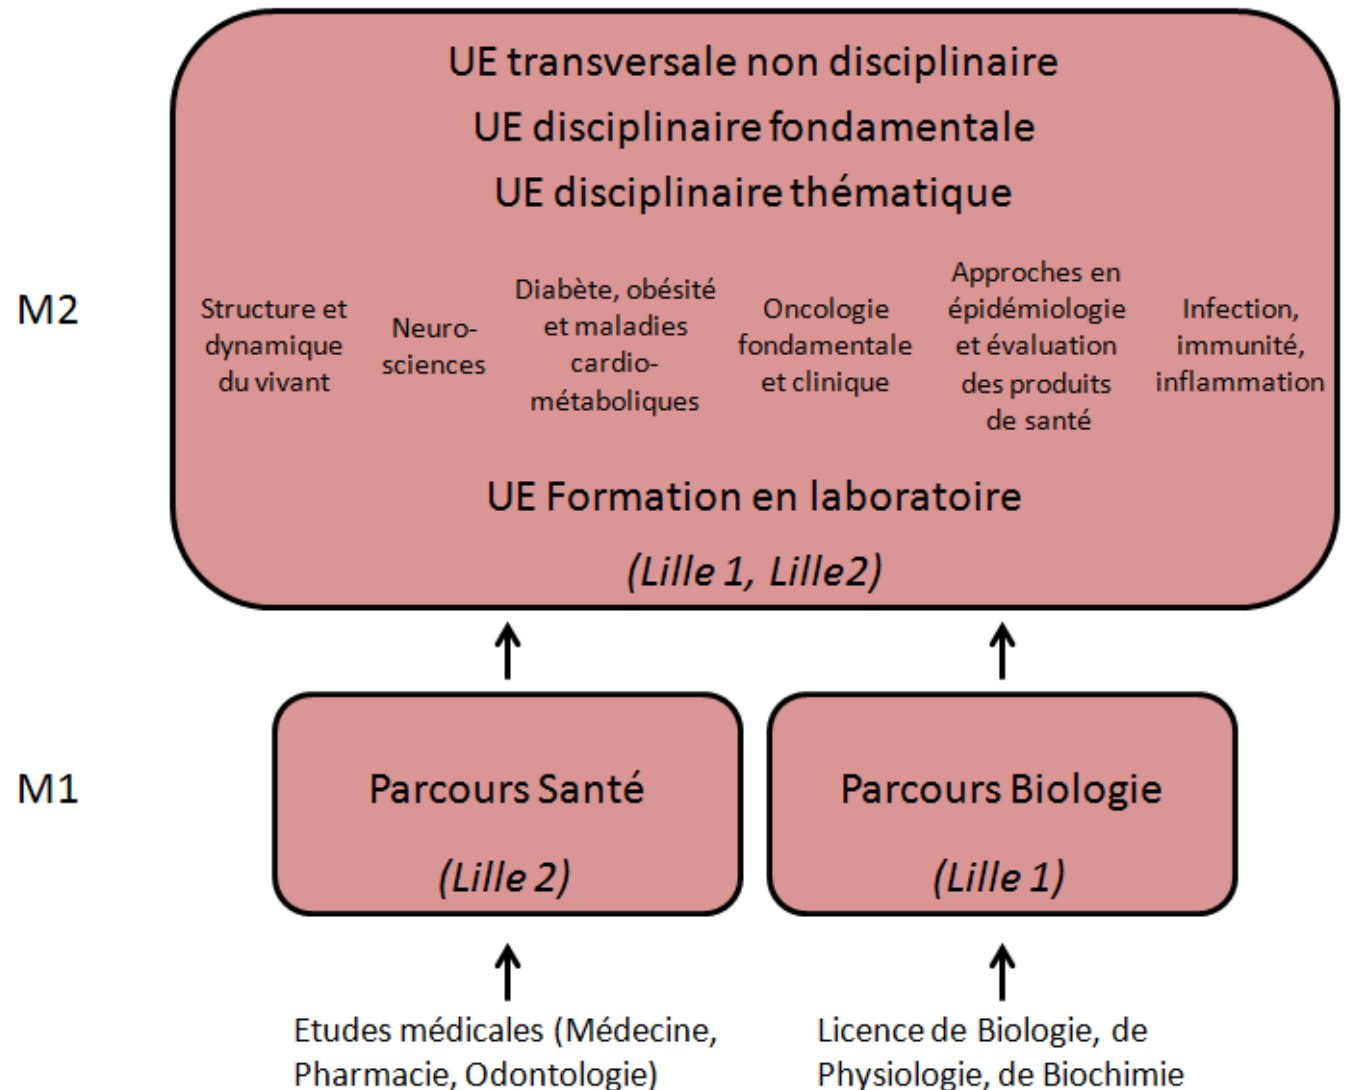 UE transversale non disciplinaire
UE disciplinaire fondamentale
UE disciplinaire thématique
M2
Structure et
dynamique
du vivant
Neuro-
sciences
Diabète, obésité
et maladies
cardio-
métaboliques
Oncologie
fondamentale
et clinique
Approches en
épidémiologie
et évaluation
des produits
de santé
Infection,
immunité,
inflammation
UE Formation en laboratoire
(Lille 1, Lille2)
M1
Parcours Santé
(Lille 2)
Parcours Biologie
(Lille 1)
Etudes médicales (Médecine,
Pharmacie, Odontologie)
Licence de Biologie, de
Physiologie, de Biochimie